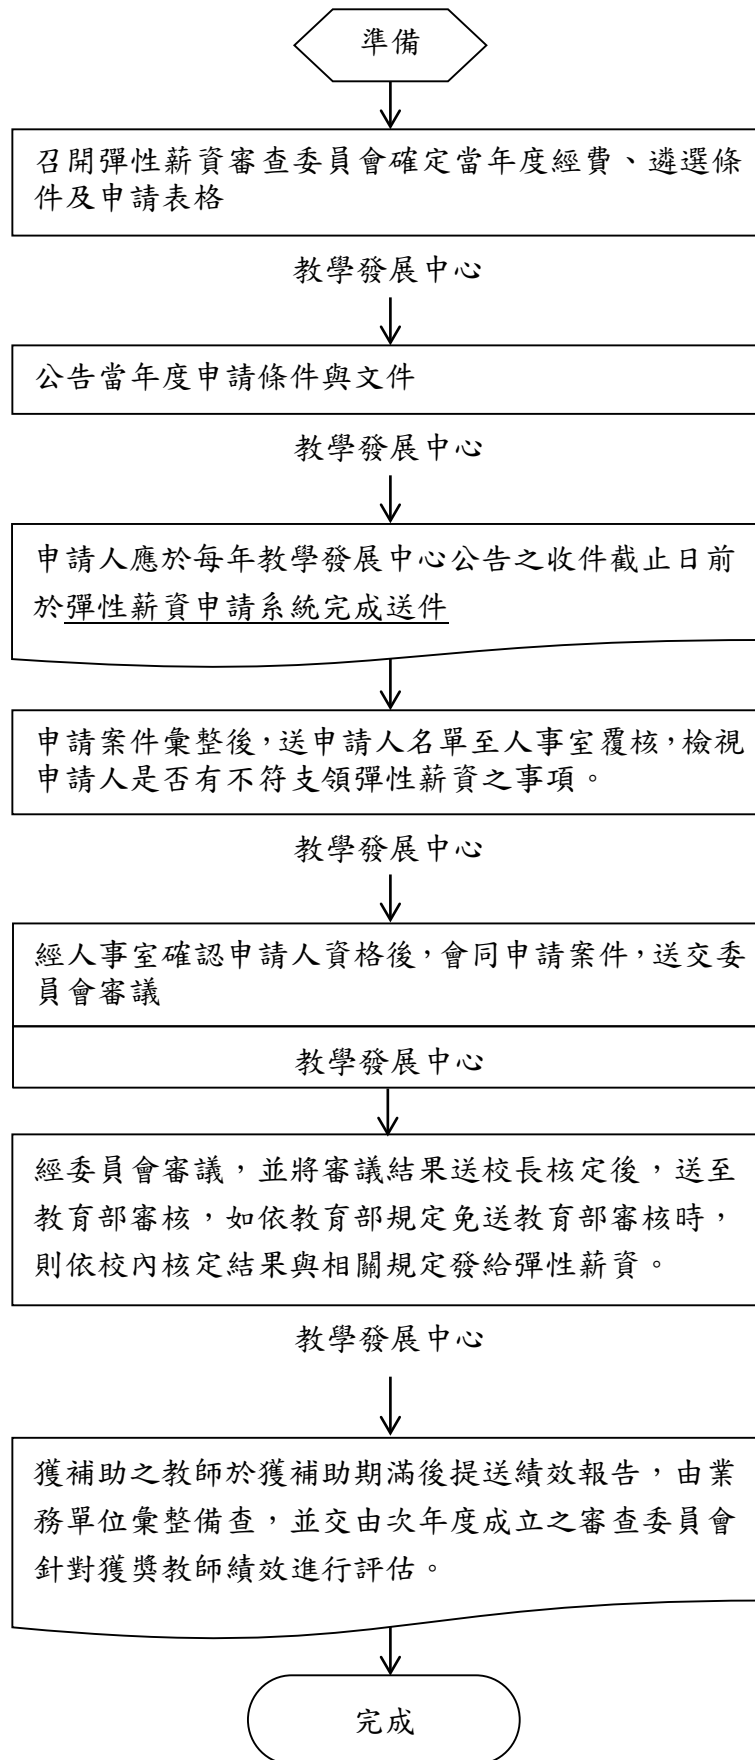 準備
召開彈性薪資審查委員會確定當年度經費、遴選條
件及申請表格
教學發展中心
公告當年度申請條件與文件
教學發展中心
申請人應於每年教學發展中心公告之收件截止日前
於彈性薪資申請系統完成送件
申請案件彙整後，送申請人名單至人事室覆核，檢視
申請人是否有不符支領彈性薪資之事項。
教學發展中心
經人事室確認申請人資格後，會同申請案件，送交委
員會審議
教學發展中心
經委員會審議，並將審議結果送校長核定後，送至
教育部審核，如依教育部規定免送教育部審核時，
則依校內核定結果與相關規定發給彈性薪資。
教學發展中心
獲補助之教師於獲補助期滿後提送績效報告，由業
務單位彙整備查，並交由次年度成立之審查委員會
針對獲獎教師績效進行評估。
完成